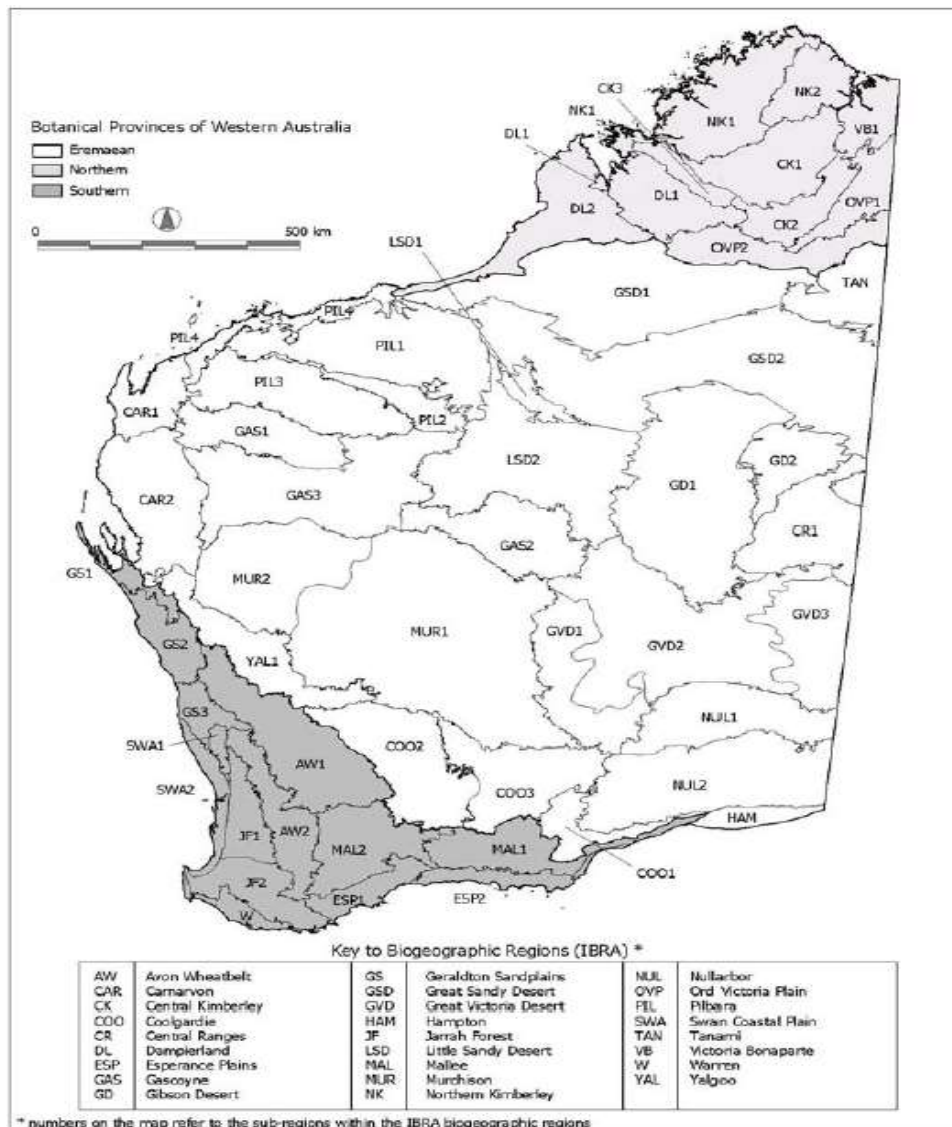 Botanical Provinces of Western Australia
Eremaean
Northern
Southern
0 500 km
CK3
NK2
NK1
NK1
VB1
DL1
CK1
DL1
OVP1
DL2
CK2
LSD1
OVP2
TAN
GSD1
PIL4
PIL4
PIL1
GSD2
PIL3
CAR1
PIL2
GAS1
LSD2
GD2
GD1
CAR2
GAS3
CR1
GAS2
GS1
MUR2
GVD3
MUR1
GVD1
GVD2
GS2
YAL1
GS3
NUL1
SWA1
COO2
AW1
NUL2
SWA2
COO3
HAM
JF1
AW2
MAL2
MAL1
COO1
JF2
ESP1
ESP2
W
Key to Biogeographic Regions (IBRA) *
AW Avon Wheatbelt GS Geraldton Sandplains NUL Nullarbor
CAR Carnarvon GSD Great Sandy Desert OVP Ord Victoria Plain
CK Central Kimberley GVD Great Victoria Desert PIL Pilbara
COO Coolgardie HAM Hampton SWA Swan Coastal Plain
CR Central Ranges JF Jarrah Forest TAN Tanami
DL Dampierland LSD Little Sandy Desert VB Victoria Bonaparte
ESP Esperance Plains MAL Mallee W Warren
GAS Gascoyne MUR Murchison YAL Yalgoo
GD Gibson Desert NK Northern Kimberley
* numbers on the map refer to the sub-regions within the IBRA biogeographic regions